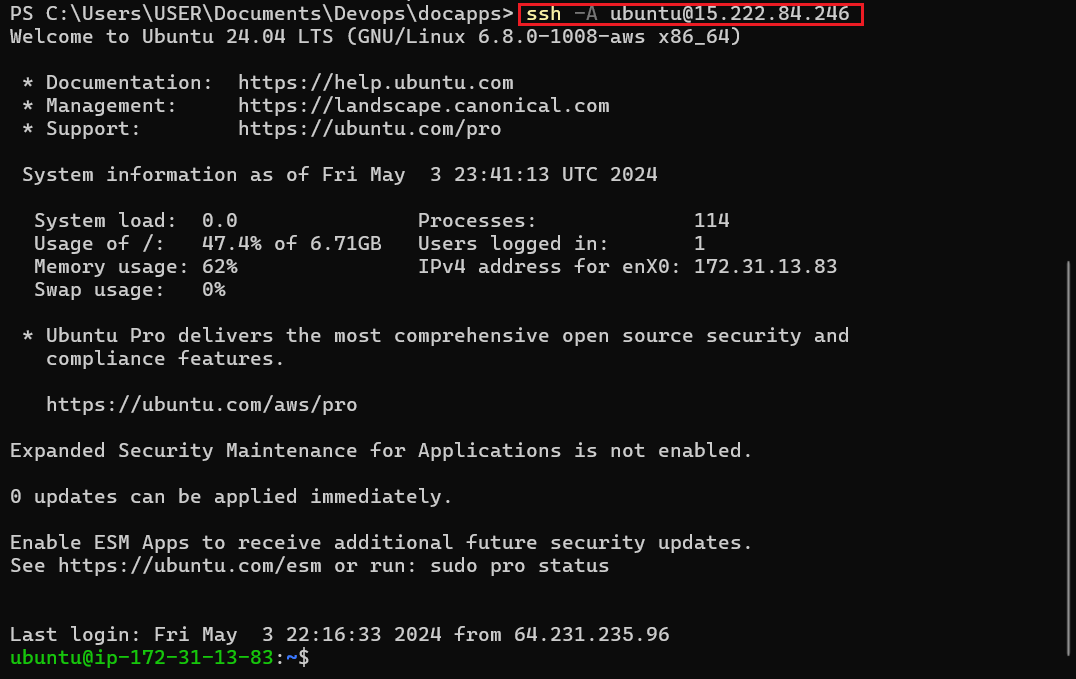 PS C:\Users\USER\Documents\Devops\docapps> ssh -A ubuntu@15.222.84.246
Welcome to Ubuntu 24.04 LTS (GNU/Linux 6.8.0-1008-aws x86_64)

 * Documentation:  https://help.ubuntu.com
 * Management:     https://landscape.canonical.com
 * Support:        https://ubuntu.com/pro

 System information as of Fri May  3 23:41:13 UTC 2024

  System load:  0.0               Processes:             114
  Usage of /:   47.4% of 6.71GB   Users logged in:       1
  Memory usage: 62%               IPv4 address for enX0: 172.31.13.83
  Swap usage:   0%

 * Ubuntu Pro delivers the most comprehensive open source security and
   compliance features.

   https://ubuntu.com/aws/pro

Expanded Security Maintenance for Applications is not enabled.

0 updates can be applied immediately.

Enable ESM Apps to receive additional future security updates.
See https://ubuntu.com/esm or run: sudo pro status


Last login: Fri May  3 22:16:33 2024 from 64.231.235.96
ubuntu@ip-172-31-13-83:~$